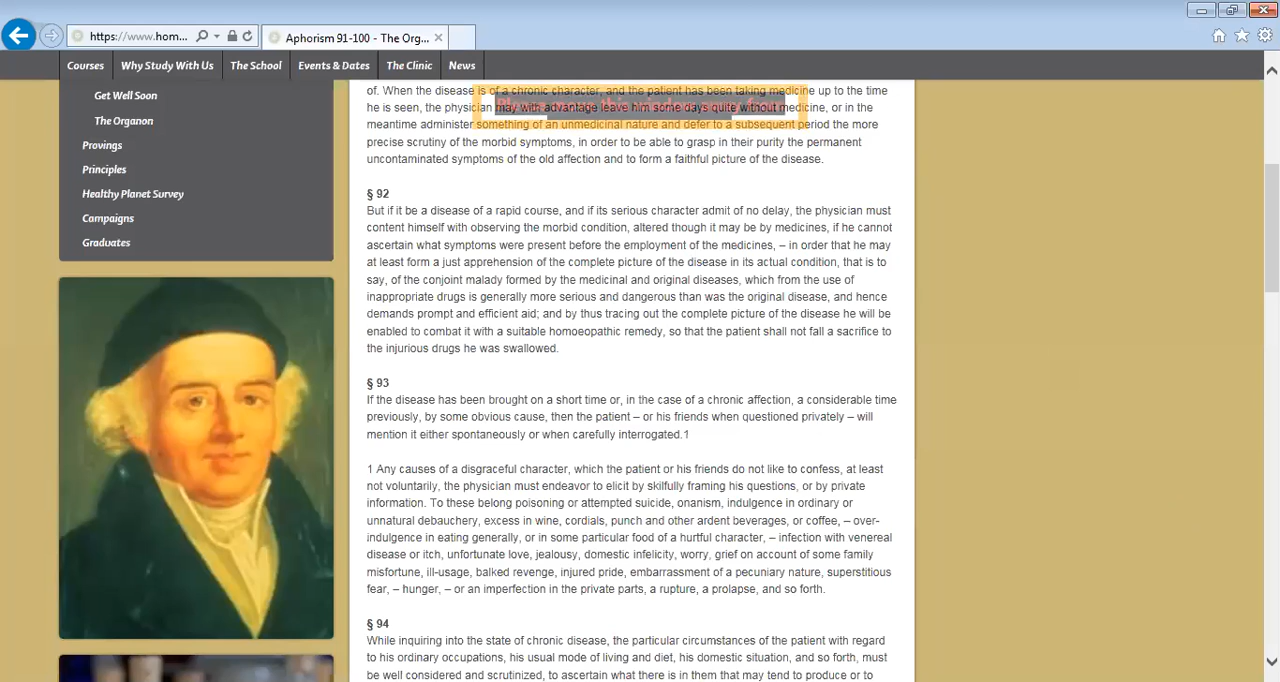 https://www.hom...
Aphorism 91-100 - The Org...
Courses
Why Study With Us
The School
Events & Dates
The Clinic
News
Get Well Soon
The Organon
Provings
Principles
Healthy Planet Survey
Campaigns
Graduates
of. When the disease is of a chronic character, and the patient has been taking medicine up to the time
he is seen, the physician may with advantage leave him some days quite without medicine, or in the
meantime administer something of an unmedicinal nature and defer to a subsequent period the more
precise scrutiny of the morbid symptoms, in order to be able to grasp in their purity the permanent
uncontaminated symptoms of the old affection and to form a faithful picture of the disease.
§ 92
But if it be a disease of a rapid course, and if its serious character admit of no delay, the physician must
content himself with observing the morbid condition, altered though it may be by medicines, if he cannot
ascertain what symptoms were present before the employment of the medicines, – in order that he may
at least form a just apprehension of the complete picture of the disease in its actual condition, that is to
say, of the conjoint malady formed by the medicinal and original diseases, which from the use of
inappropriate drugs is generally more serious and dangerous than was the original disease, and hence
demands prompt and efficient aid; and by thus tracing out the complete picture of the disease he will be
enabled to combat it with a suitable homoeopathic remedy, so that the patient shall not fall a sacrifice to
the injurious drugs he was swallowed.
§ 93
If the disease has been brought on a short time or, in the case of a chronic affection, a considerable time
previously, by some obvious cause, then the patient – or his friends when questioned privately – will
mention it either spontaneously or when carefully interrogated.1
1 Any causes of a disgraceful character, which the patient or his friends do not like to confess, at least
not voluntarily, the physician must endeavor to elicit by skilfully framing his questions, or by private
information. To these belong poisoning or attempted suicide, onanism, indulgence in ordinary or
unnatural debauchery, excess in wine, cordials, punch and other ardent beverages, or coffee, – over-
indulgence in eating generally, or in some particular food of a hurtful character, – infection with venereal
disease or itch, unfortunate love, jealousy, domestic infelicity, worry, grief on account of some family
misfortune, ill-usage, balked revenge, injured pride, embarrassment of a pecuniary nature, superstitious
fear, – hunger, – or an imperfection in the private parts, a rupture, a prolapse, and so forth.
§ 94
While inquiring into the state of chronic disease, the particular circumstances of the patient with regard
to his ordinary occupations, his usual mode of living and diet, his domestic situation, and so forth, must
be well considered and scrutinized, to ascertain what there is in them that may tend to produce or to